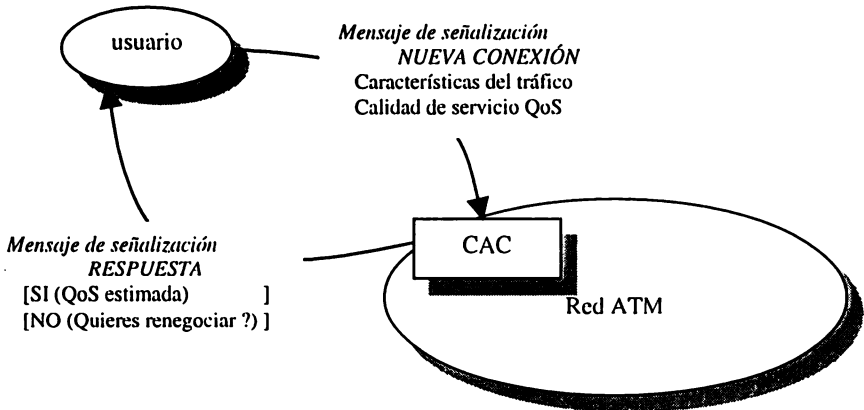 usuario
Mensaje de señalización
NUEVA CONEXIÓN
Características del tráfico
Calidad de servicio QoS
CAC
Red ATM
Mensaje de señalización
RESPUESTA
[SI (QoS estimada) ]
[NO (Quieres renegociar ?) ]